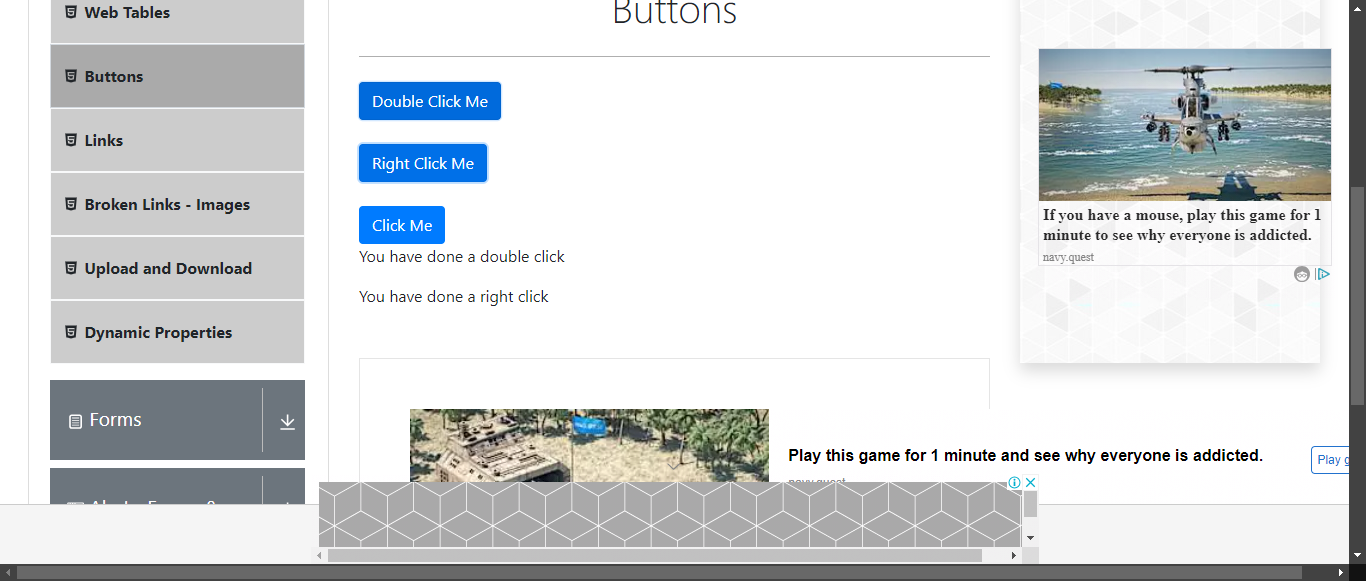 Web Tables
Buttons
Links
Broken Links - Images
Upload and Download
Dynamic Properties
Forms
Buttons
Double Click Me
Right Click Me
Click Me
You have done a double click
You have done a right click
If you have a mouse, play this game for 1
minute to see why everyone is addicted.
navy.quest
Play this game for 1 minute and see why everyone is addicted.
Play